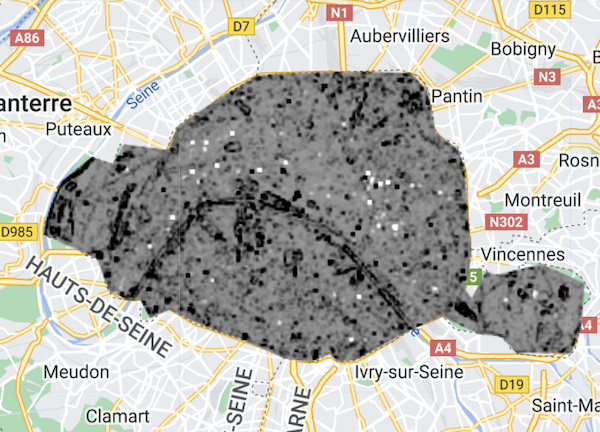 N1
D115
A86
D7
Aubervilliers
Bobigny
N3
anterre
Seine
Pantin
Puteaux
A3
Rosn
Montreuil
N302
D985
Vincennes
5
HAUTS-DE-SEINE
A4
A4
Meudon
Ivry-sur-Seine
D19
-SEINE
ARNE
Saint-Ma
Clamart